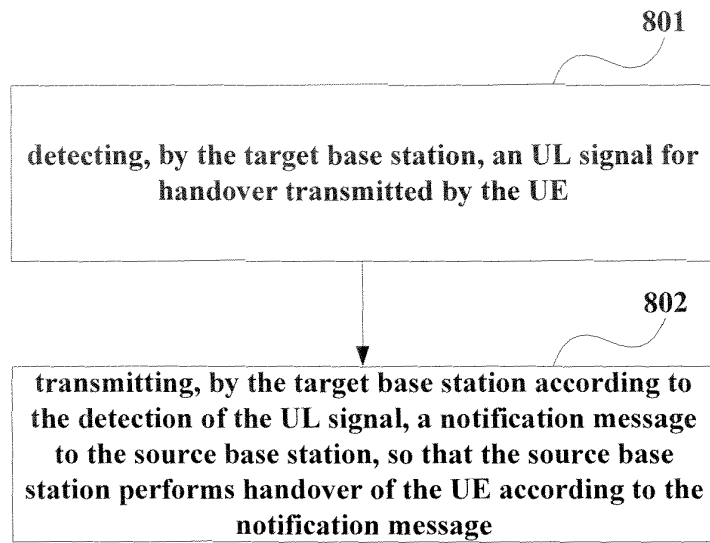 801
detecting, by the target base station, an UL signal for
handover transmitted by the UE
802
transmitting, by the target base station according to
the detection of the UL signal, a notification message
to the source base station, so that the source base
station performs handover of the UE according to the
notification message